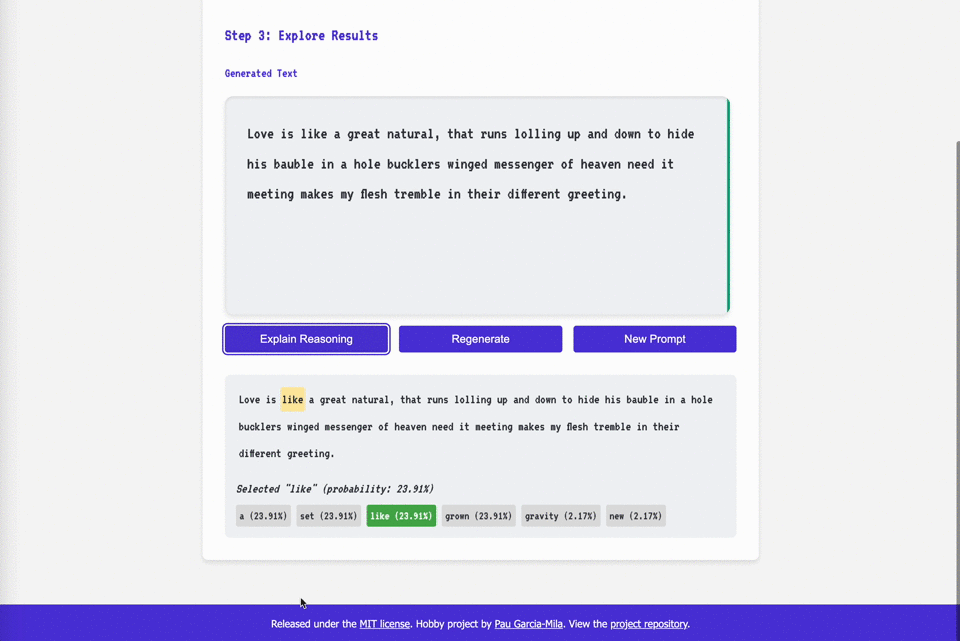 Step 3: Explore Results
Generated Text
Love is like a great natural, that runs lolling up and down to hide
his bauble in a hole bucklers winged messenger of heaven need it
meeting makes my flesh tremble in their different greeting.
Explain Reasoning
Regenerate
New Prompt
Love is like a great natural, that runs lolling up and down to hide his bauble in a hole
bucklers winged messenger of heaven need it meeting makes my flesh tremble in their
different greeting.
Selected "like" (probability: 23.91%)
a (23.91%) set (23.91%) like (23.91%) grown (23.91%) gravity (2.17%) new (2.17%)
Released under the MIT license. Hobby project by Pau Garcia-Mila. View the project repository.